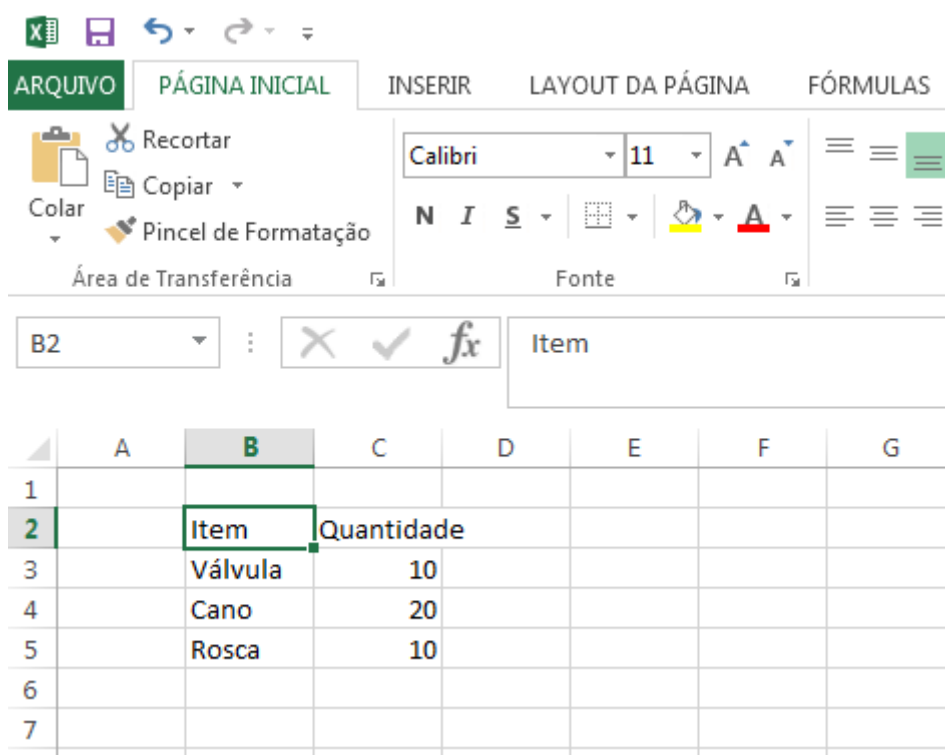 ARQUIVO PÁGINA INICIAL INSERIR LAYOUT DA PÁGINA FÓRMULAS
Recortar
Copiar
Pincel de Formatação
Colar
Calibri 11 A A
N I S A
Área de Transferência Fonte
B2 fx Item
A B C D E F G
1
2 Item Quantidade
3 Válvula 10
4 Cano 20
5 Rosca 10
6
7